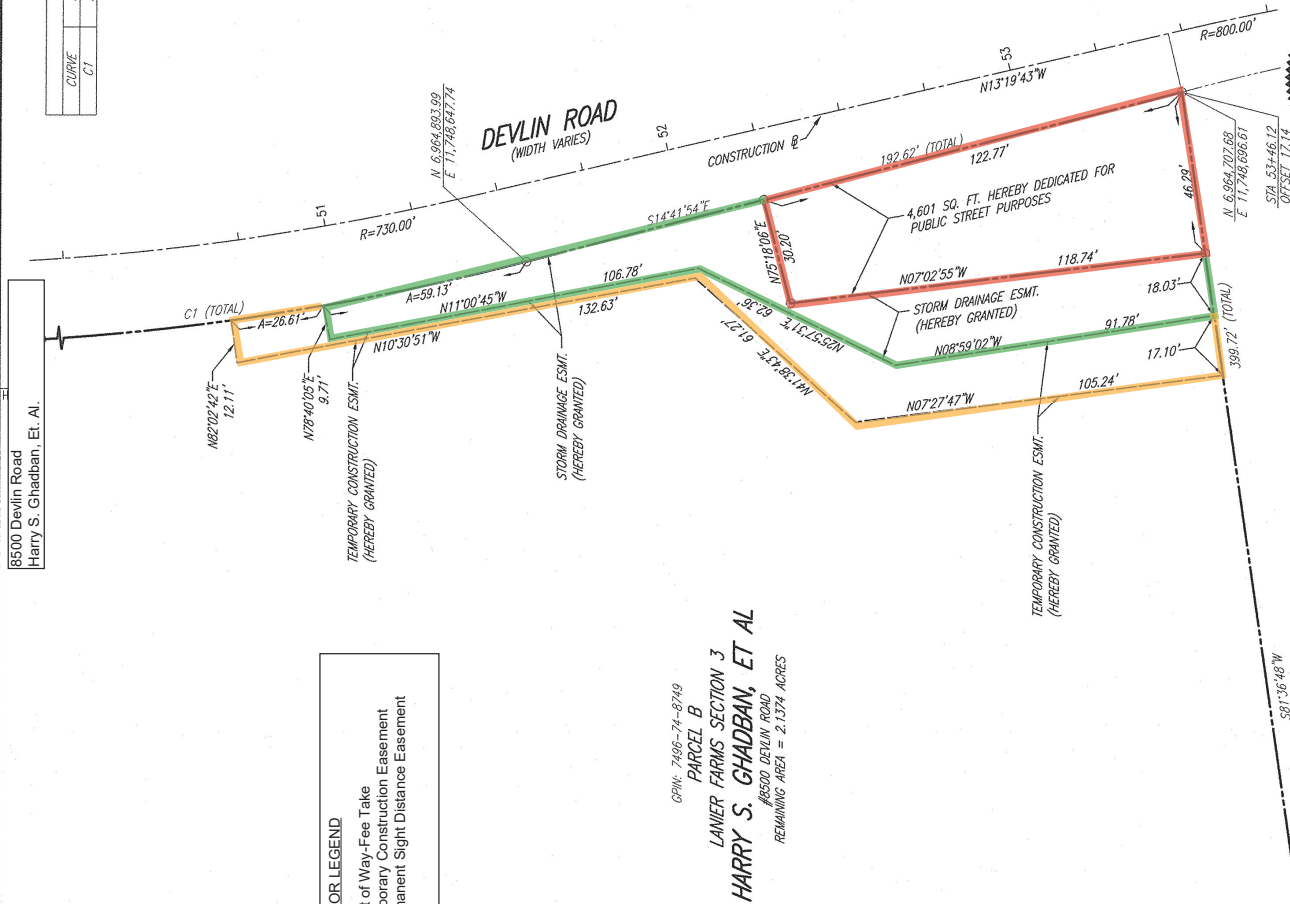 8500 Devlin Road
Harry S. Ghadban, Et. Al.
CURVE
C1
N 6,964,893.99
E 11,748,647.74
DEVLIN ROAD
(WIDTH VARIES)
CONSTRUCTION ℄
51
52
53
R=730.00'
R=800.00'
N13°19'43"W
C1 (TOTAL)
A=26.61'
A=59.13'
S14°41'54"E
192.62' (TOTAL)
122.77'
N82°02'42"E
12.11'
N78°40'05"E
9.71'
N11°00'45"W
106.78'
N10°30'51"W
132.63'
N75°18'06"E
30.20'
4,601 SQ. FT. HEREBY DEDICATED FOR
PUBLIC STREET PURPOSES
N07°02'55"W
118.74'
46.29'
N 6,964,707.68
E 11,748,696.61
STA 53+46.12
OFFSET 17.14
TEMPORARY CONSTRUCTION ESMT.
(HEREBY GRANTED)
STORM DRAINAGE ESMT.
(HEREBY GRANTED)
STORM DRAINAGE ESMT.
(HEREBY GRANTED)
N25°57'31"E
62.36'
N41°38'43"E
61.27'
N08°59'02"W
91.78'
18.03'
17.10'
399.72' (TOTAL)
N07°27'47"W
105.24'
TEMPORARY CONSTRUCTION ESMT.
(HEREBY GRANTED)
S81°36'48"W
OR LEGEND
t of Way-Fee Take
porary Construction Easement
manent Sight Distance Easement
GPIN: 7496-74-8749
PARCEL B
LANIER FARMS SECTION 3
HARRY S. GHADBAN, ET AL
#8500 DEVLIN ROAD
REMAINING AREA = 2.1374 ACRES